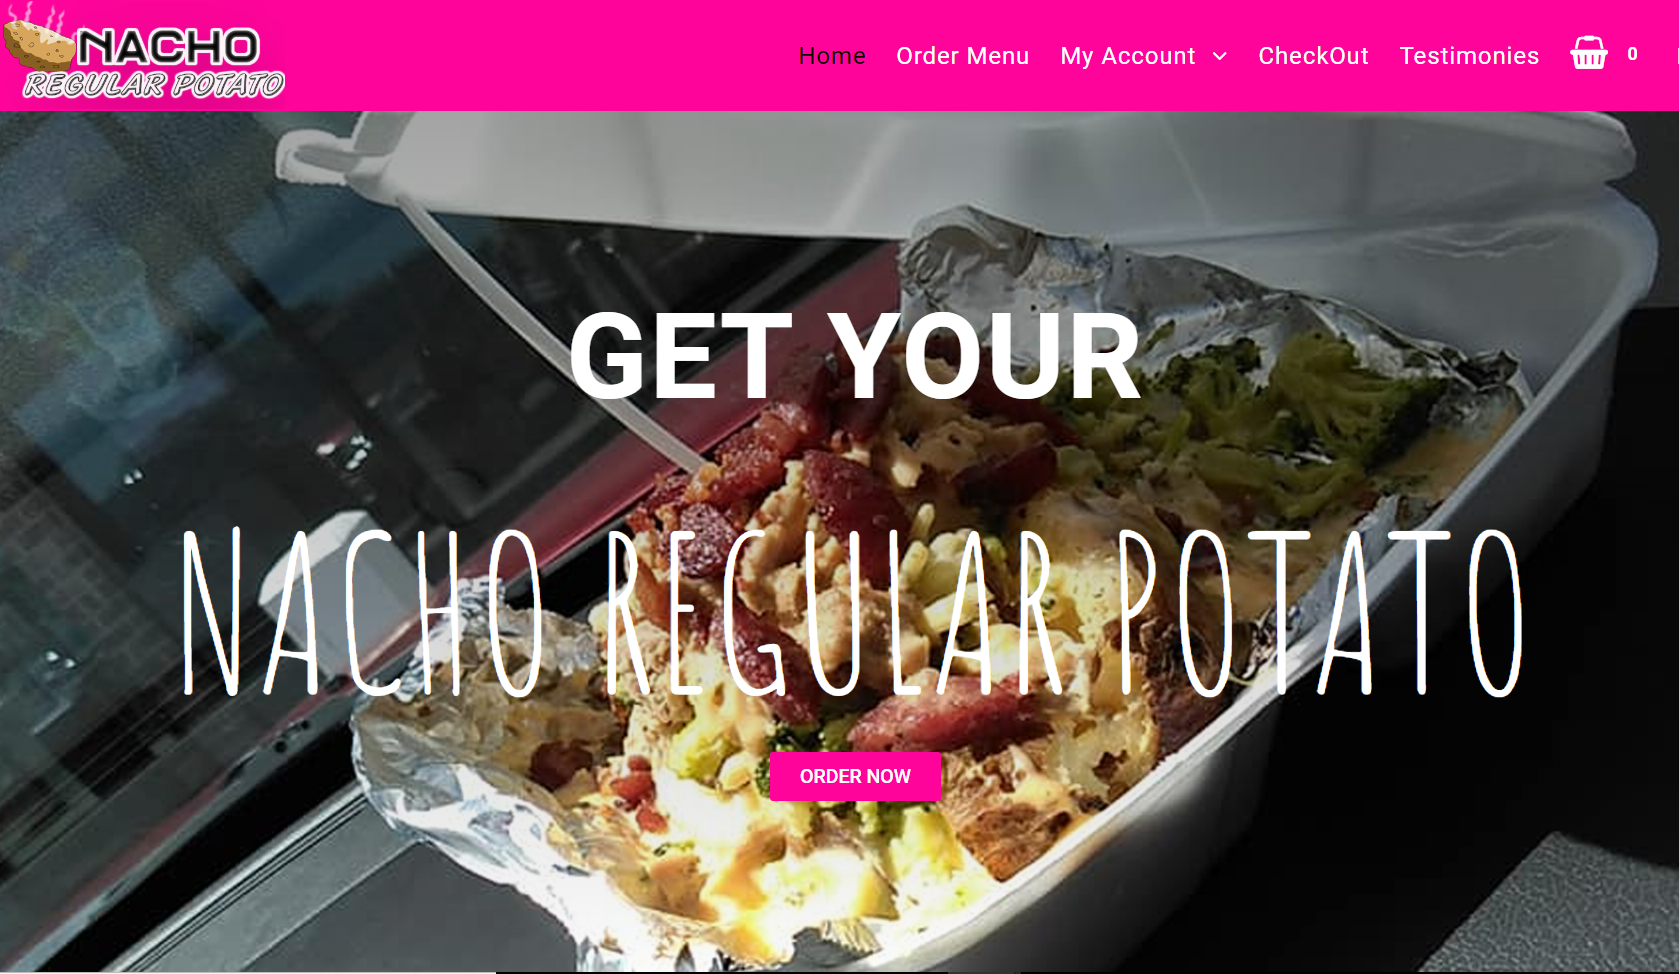 NACHO
REGULAR POTATO
Home Order Menu My Account CheckOut Testimonies 0
GET YOUR
NACHO REGULAR POTATO
ORDER NOW